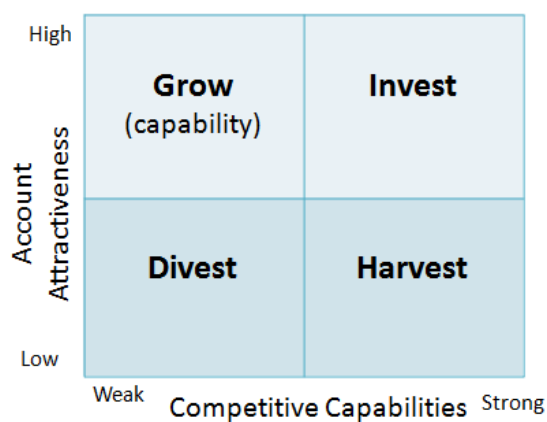 High
Grow
(capability)
Invest
Account
Attractiveness
Divest
Harvest
Low
Weak
Competitive Capabilities
Strong